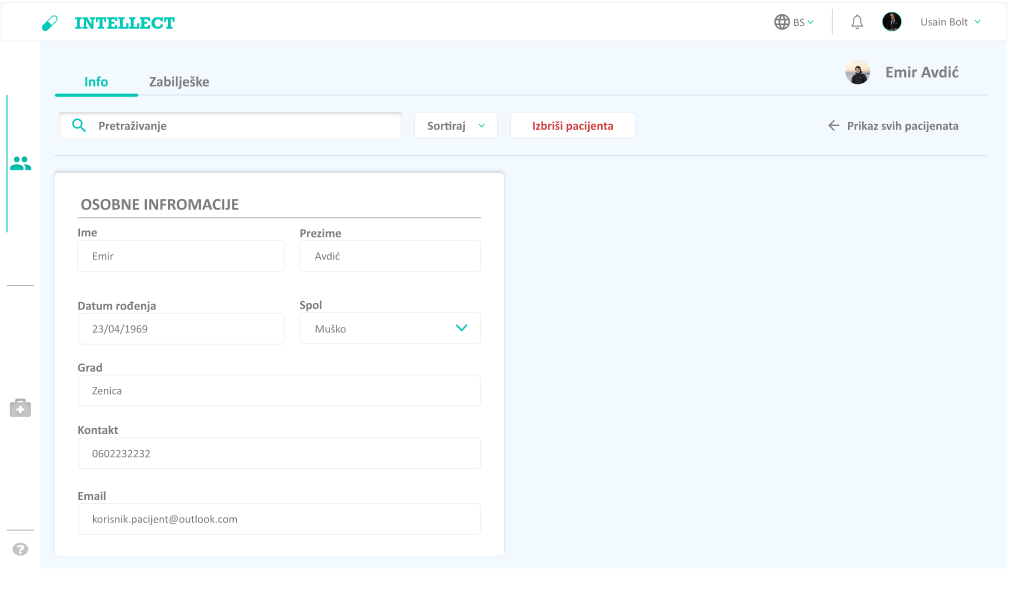 INTELLECT
BS
Usain Bolt
Info
Zabilješke
Emir Avdić
Pretraživanje
Sortiraj
Izbriši pacijenta
Prikaz svih pacijenata
OSOBNE INFROMACIJE
Ime
Prezime
Emir
Avdić
Datum rođenja
Spol
23/04/1969
Muško
Grad
Zenica
Kontakt
0602232232
Email
korisnik.pacijent@outlook.com
?